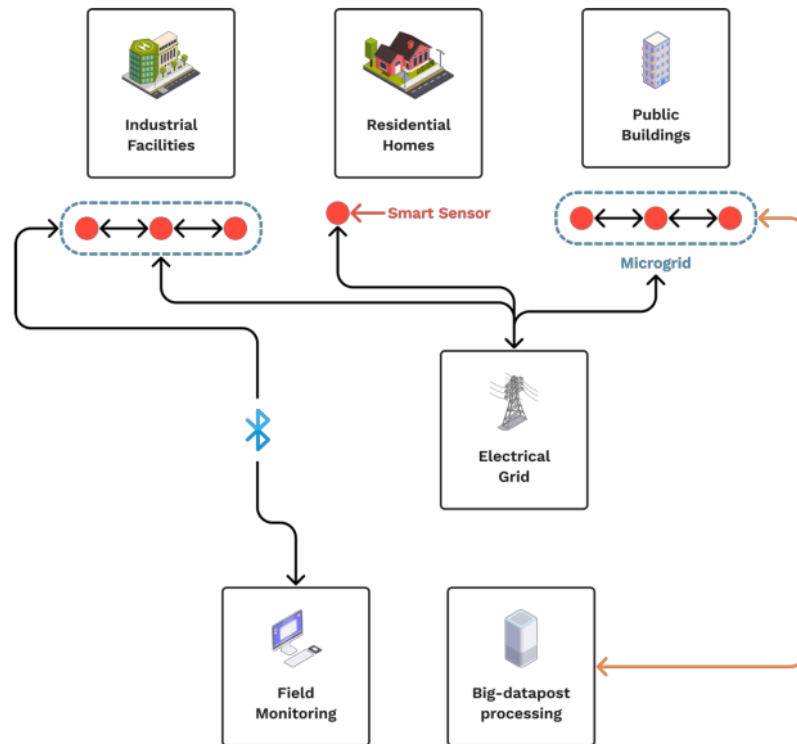 Industrial
Facilities
Residential
Homes
Public
Buildings
Smart Sensor
Microgrid
Electrical
Grid
Field
Monitoring
Big-datapost
processing